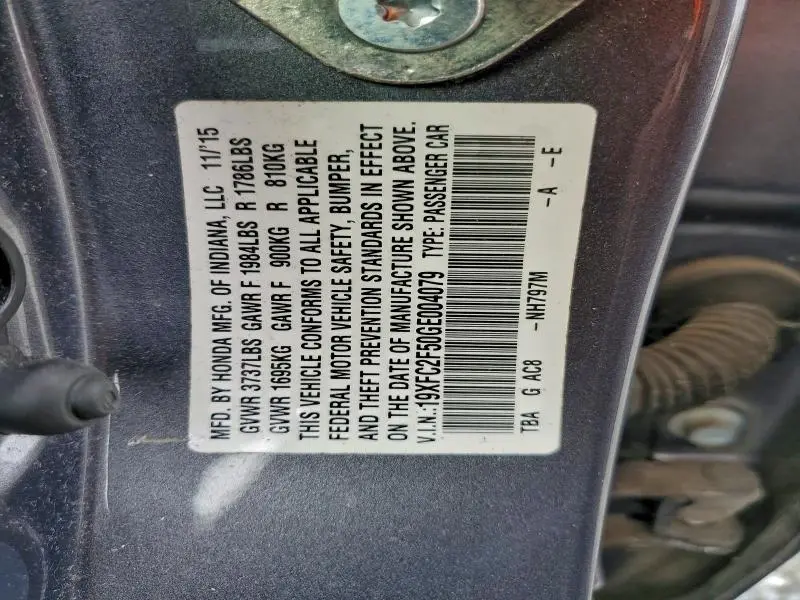 MFD. BY HONDA MFG. OF INDIANA, LLC 11/'15
GVWR 3737LBS GAWR F 1984LBS R 1786LBS
GVWR 1695KG GAWR F 900KG R 810KG
THIS VEHICLE CONFORMS TO ALL APPLICABLE
FEDERAL MOTOR VEHICLE SAFETY, BUMPER,
AND THEFT PREVENTION STANDARDS IN EFFECT
ON THE DATE OF MANUFACTURE SHOWN ABOVE.
V.I.N.:19XFC2F50GE004079 TYPE: PASSENGER CAR
TBA G AC8 -NH797M -A -E